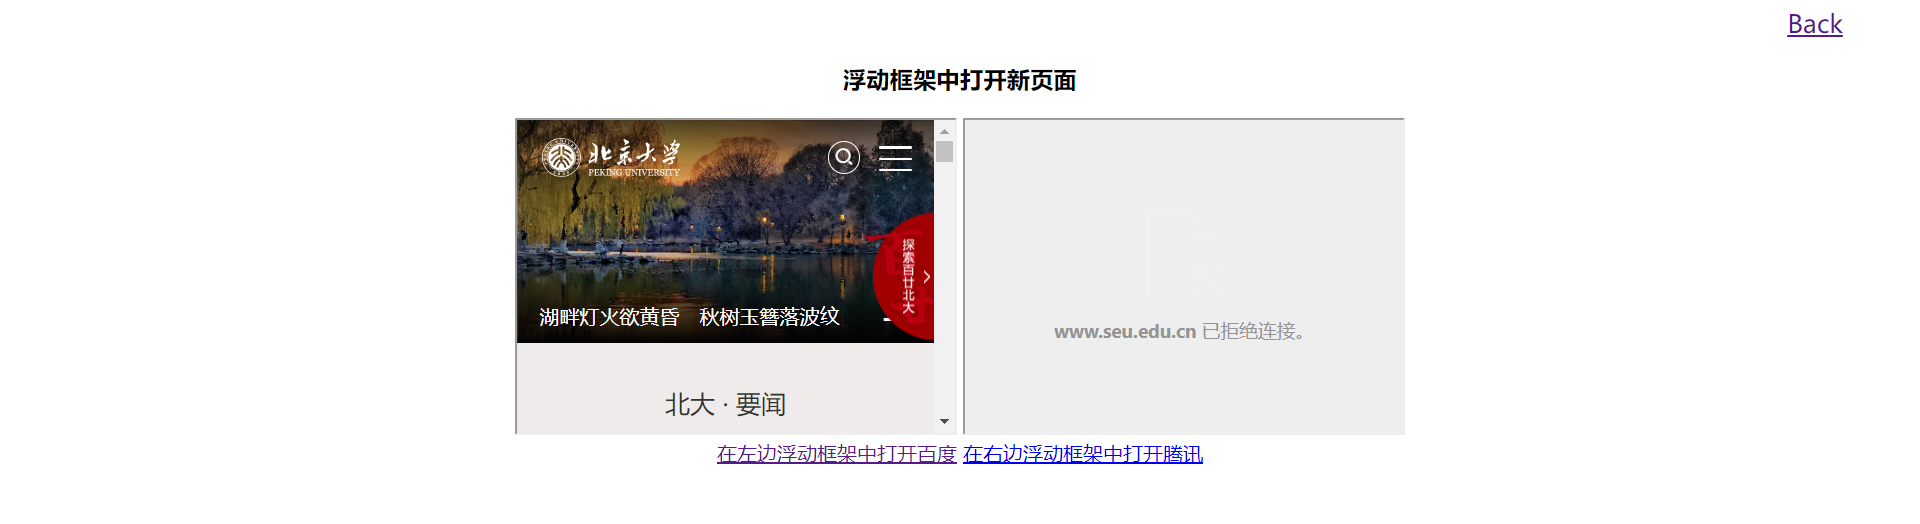 Back
浮动框架中打开新页面
北京大学
PEKING UNIVERSITY
探索百廿北大
湖畔灯火欲黄昏 秋树玉簪落波纹
北大 · 要闻
www.seu.edu.cn 已拒绝连接。
在左边浮动框架中打开百度 在右边浮动框架中打开腾讯